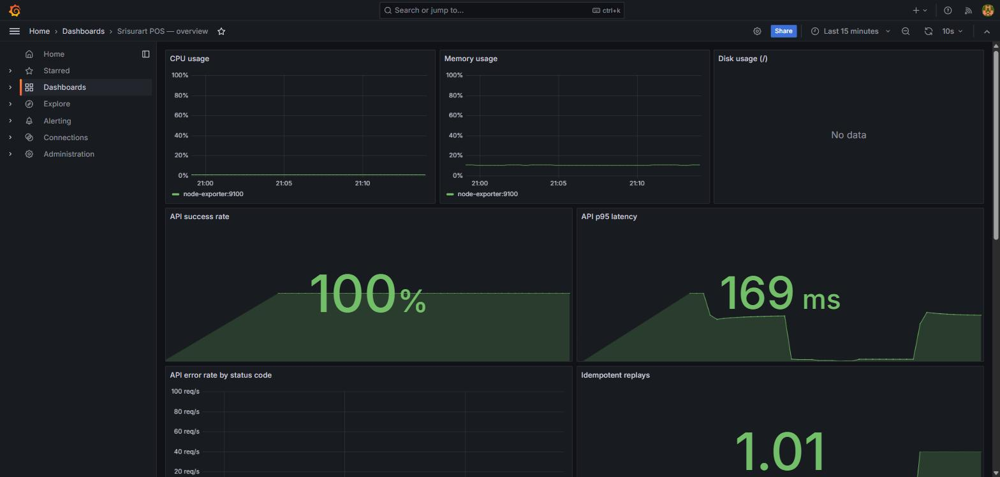 Search or jump to... ctrl+k
Home › Dashboards › Srisurart POS — overview Share Last 15 minutes 10s
Home
Starred
Dashboards
Explore
Alerting
Connections
Administration
CPU usage
100%
80%
60%
40%
20%
0%
21:00 21:05 21:10
node-exporter:9100
Memory usage
100%
80%
60%
40%
20%
0%
21:00 21:05 21:10
node-exporter:9100
Disk usage (/)
No data
API success rate
100%
API p95 latency
169 ms
API error rate by status code
100 req/s
80 req/s
60 req/s
40 req/s
20 req/s
Idempotent replays
1.01